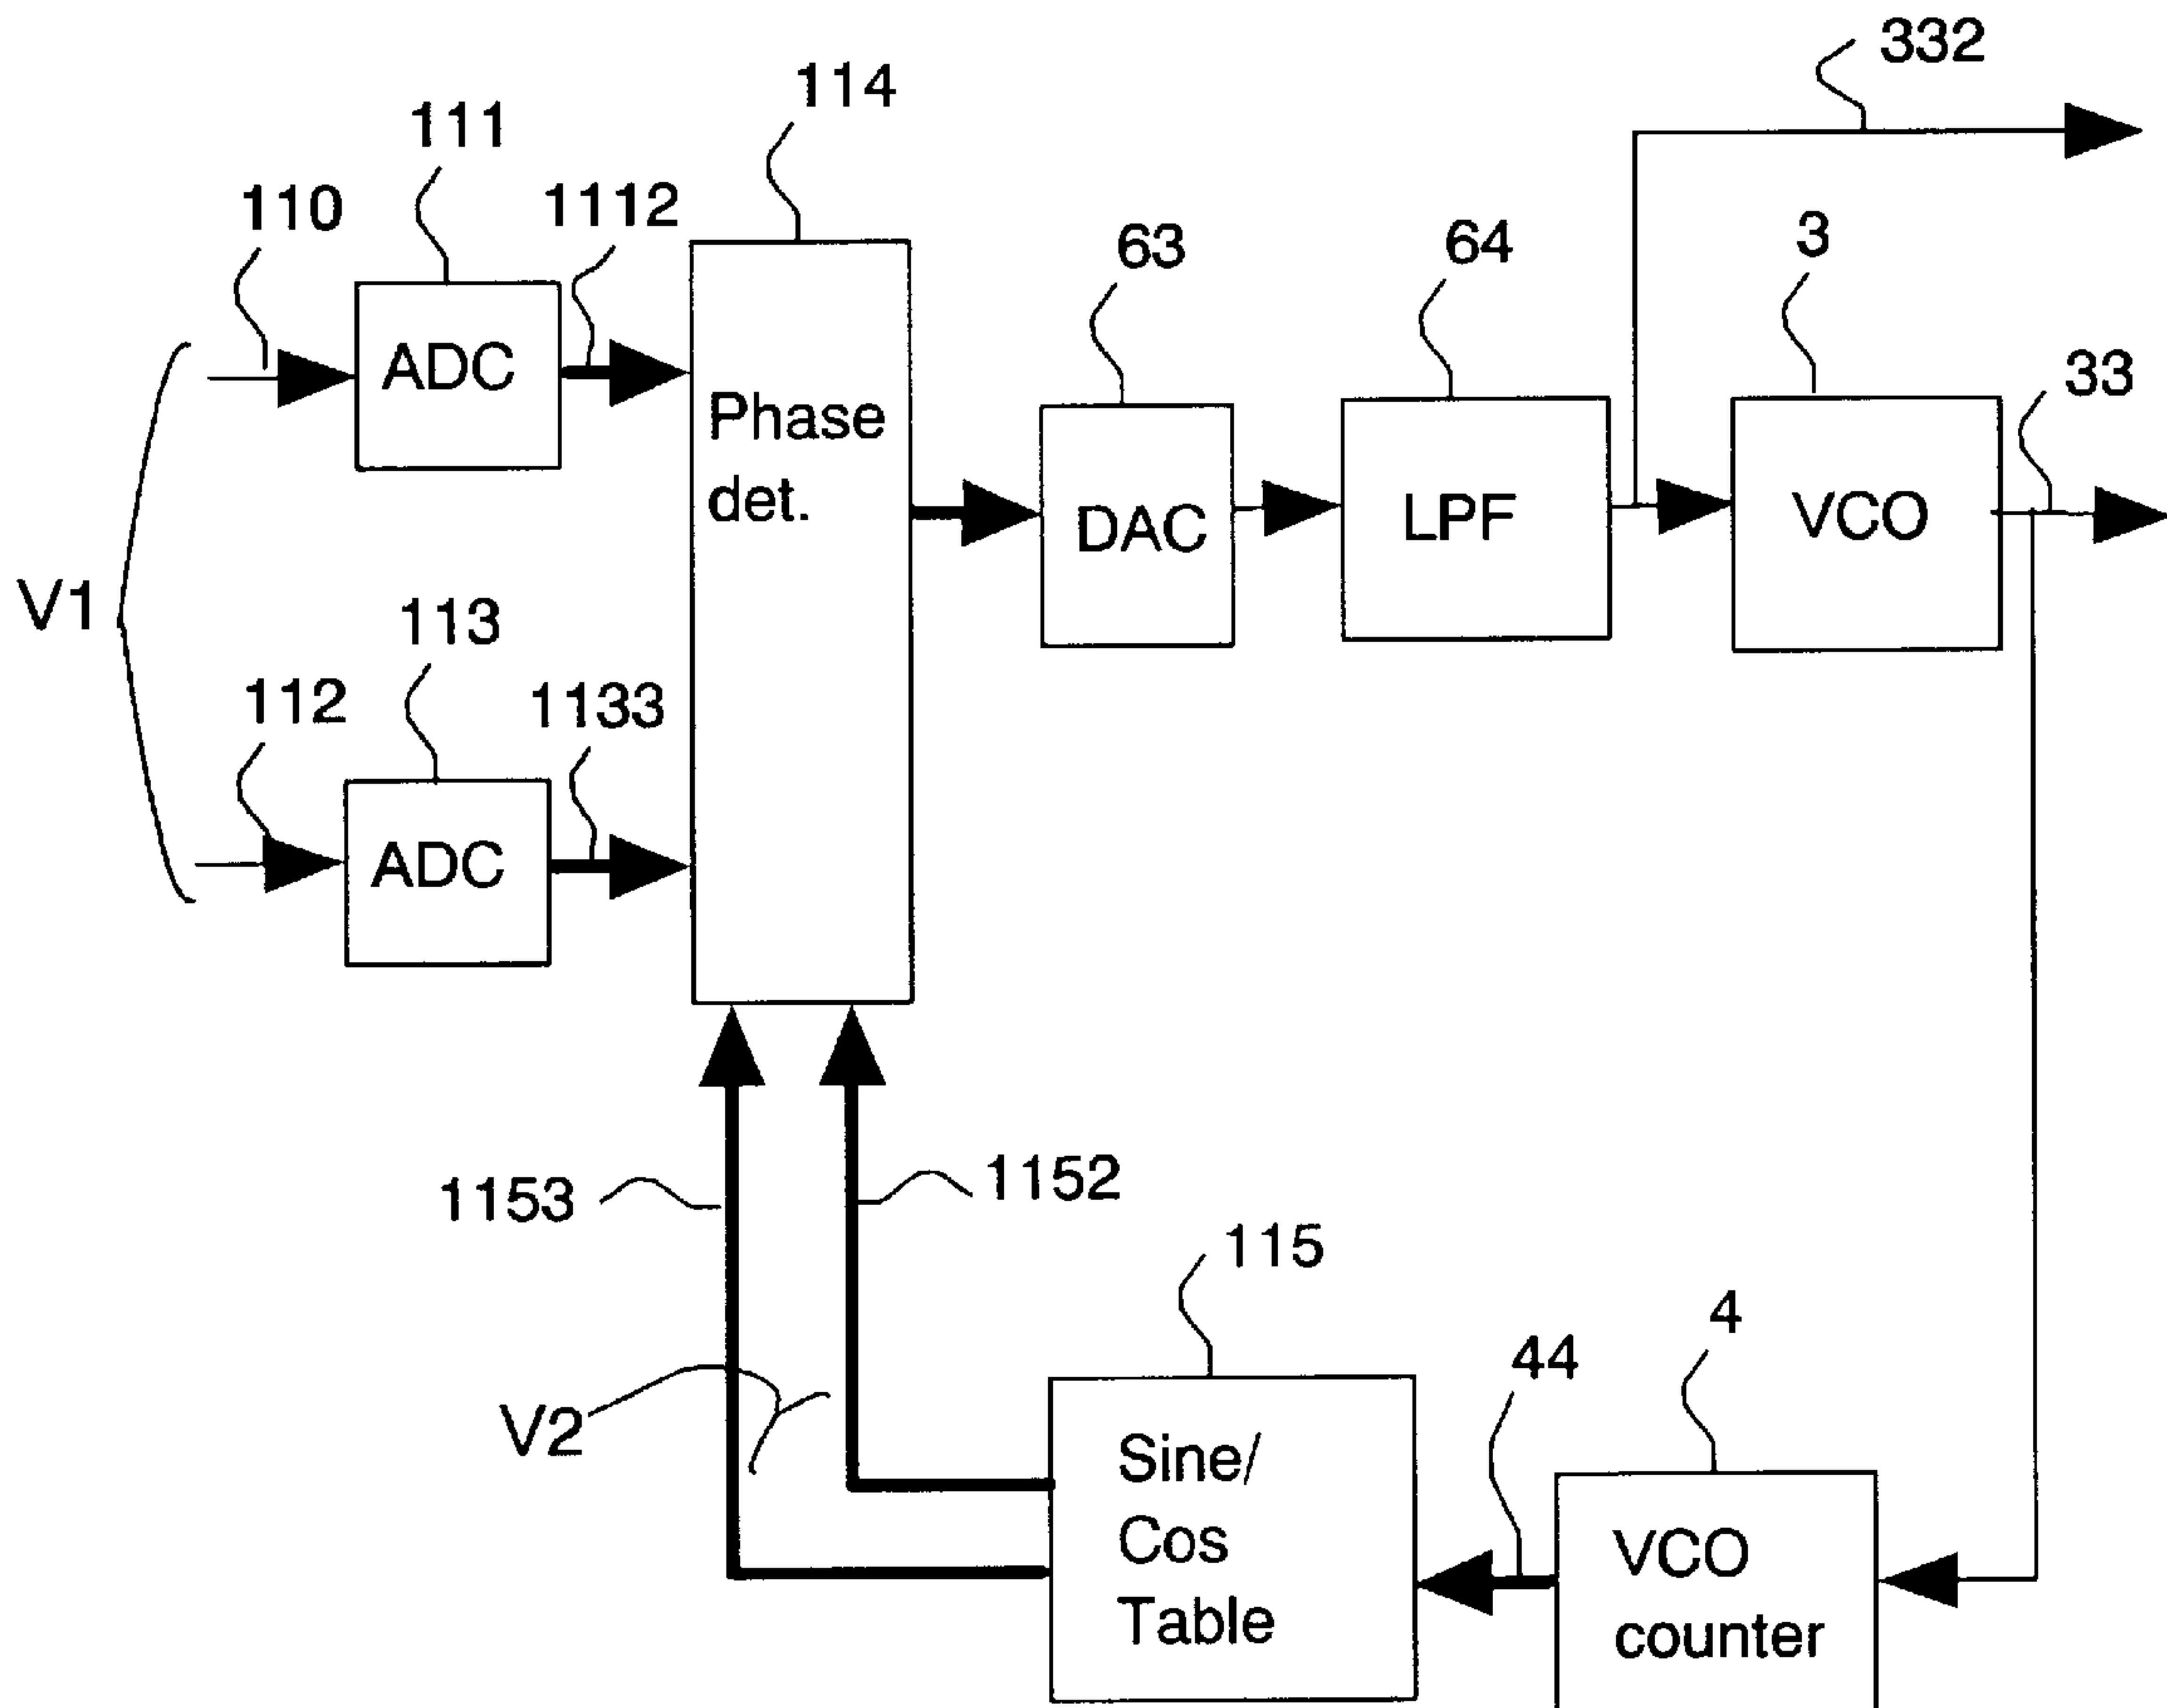 332
114
111
1112
110
63
64
3
33
ADC
Phase
det.
DAC
LPF
VCO
V1
113
112
1133
ADC
1153
1152
115
4
44
V2
Sine/
Cos
Table
VCO
counter